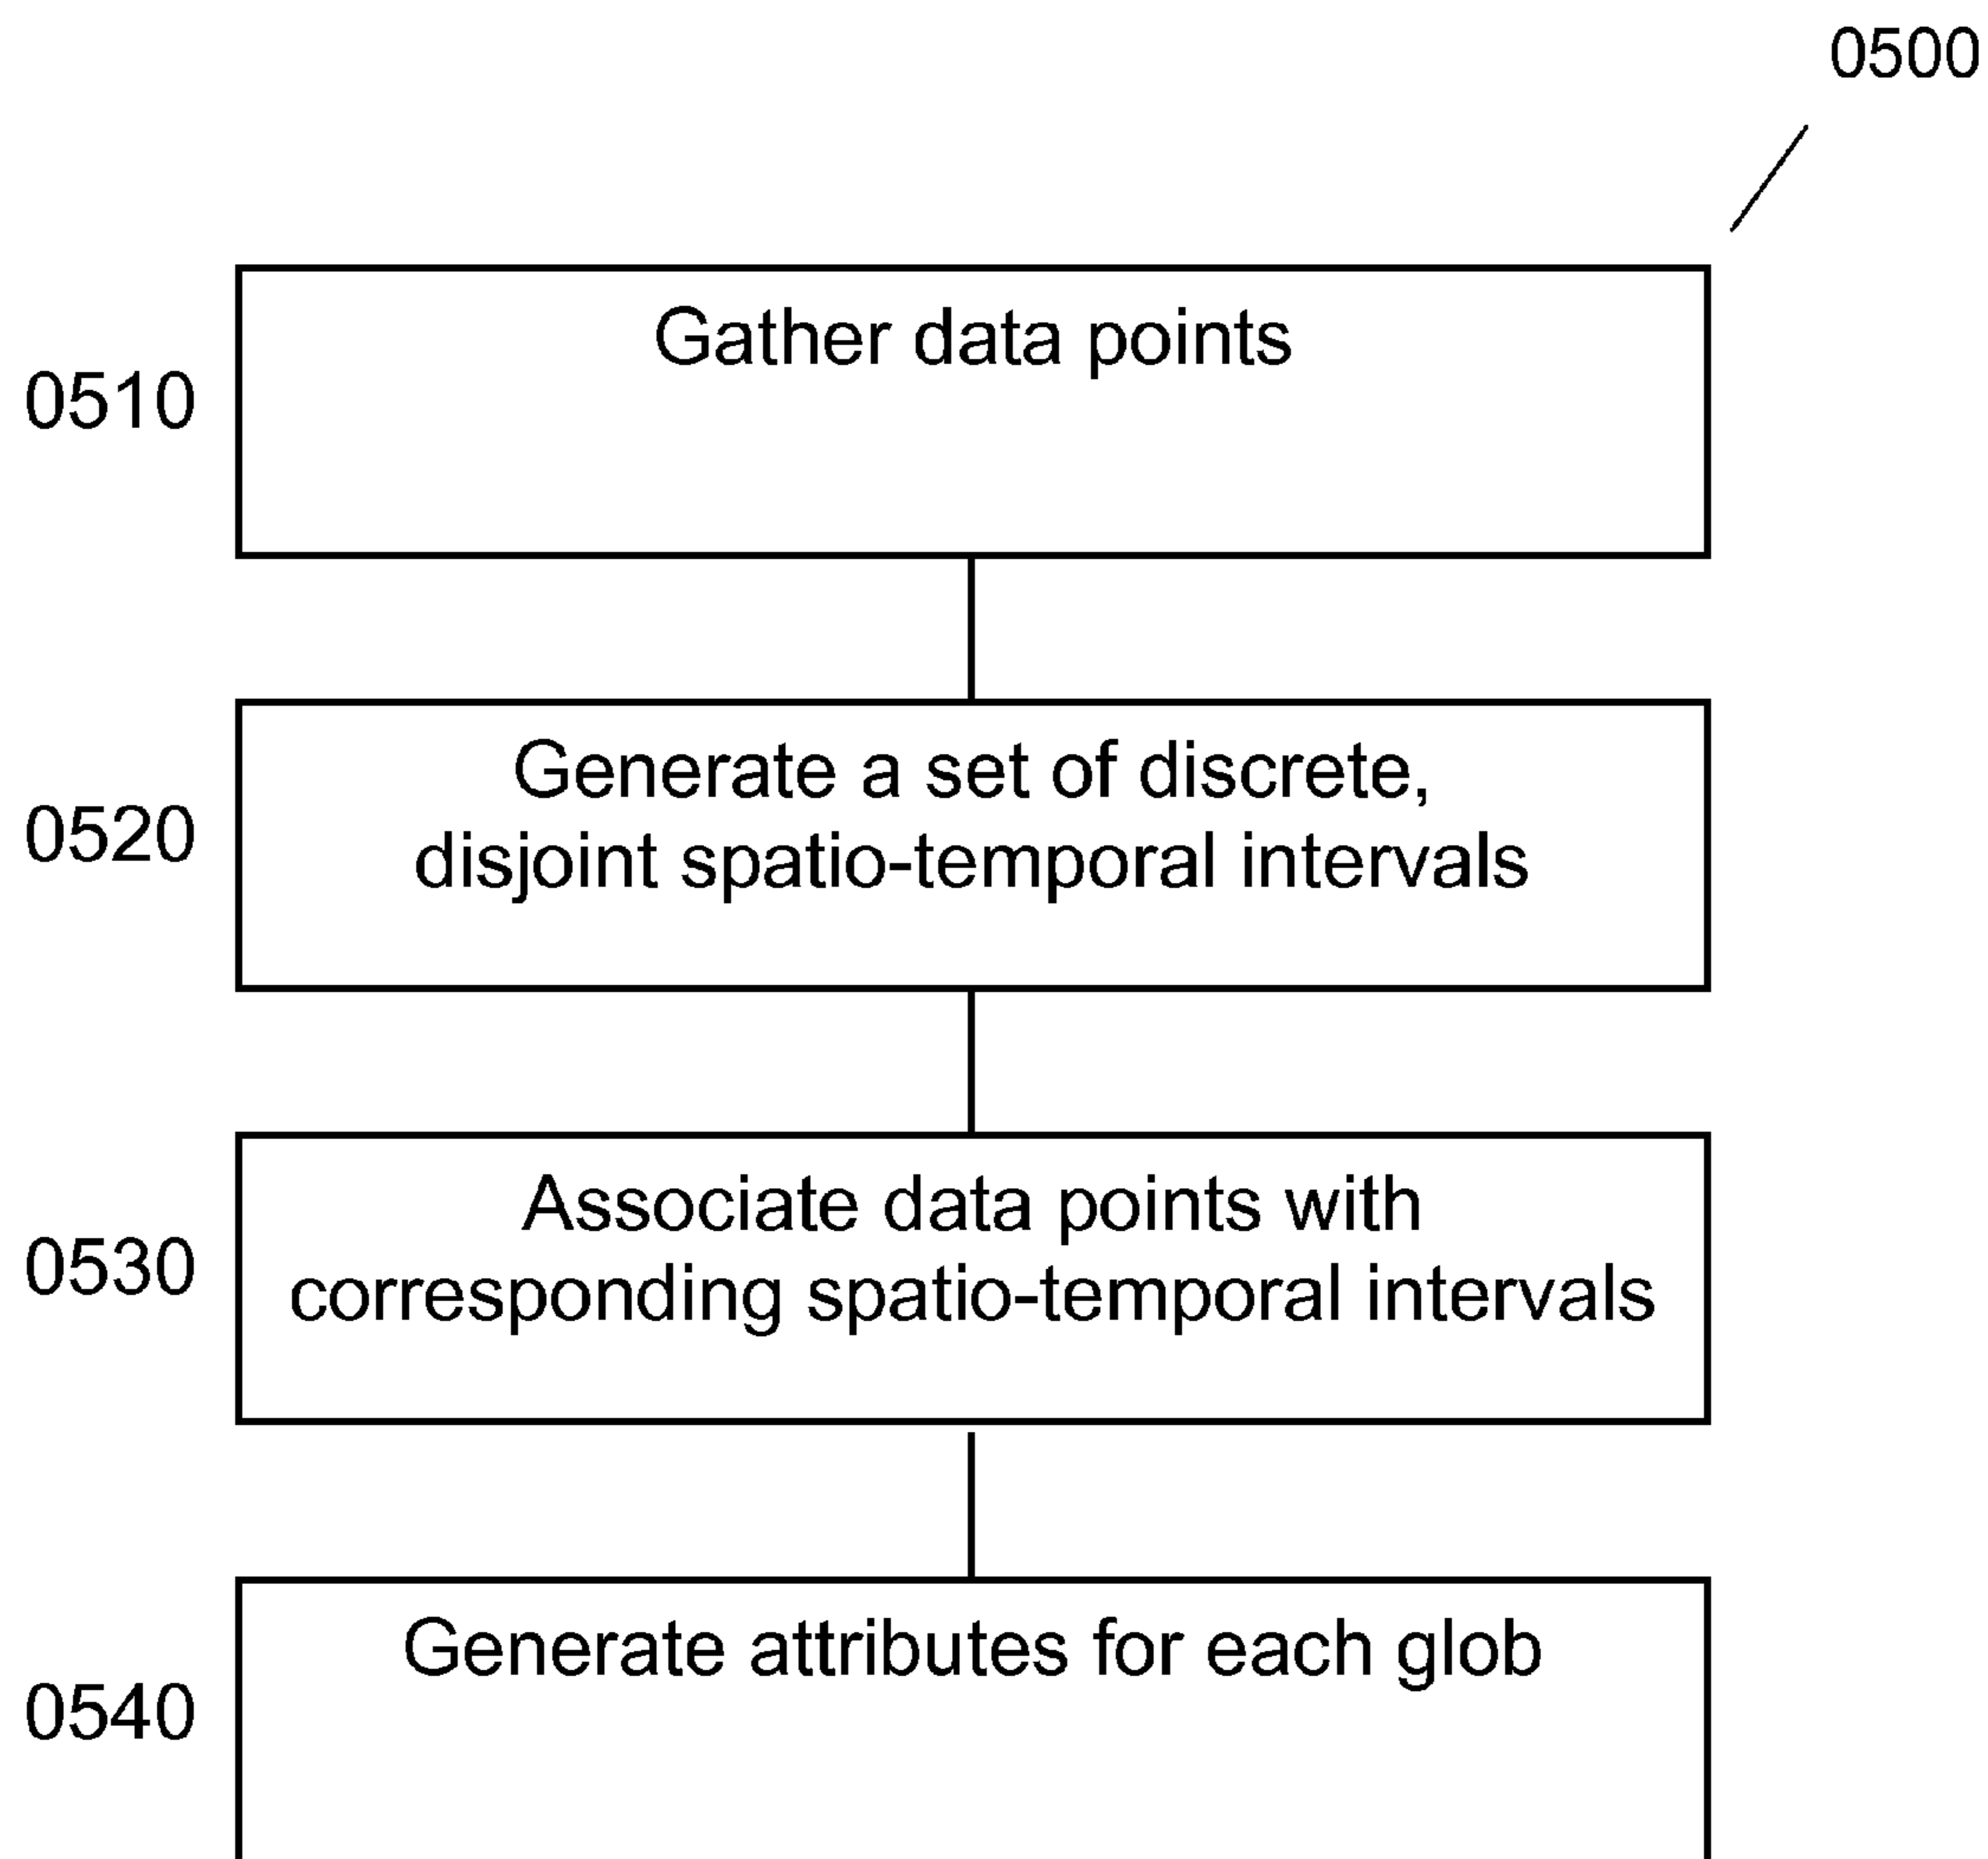 0500
Gather data points
0510
Generate a set of discrete,
disjoint spatio-temporal intervals
0520
Associate data points with
corresponding spatio-temporal intervals
0530
Generate attributes for each glob
0540